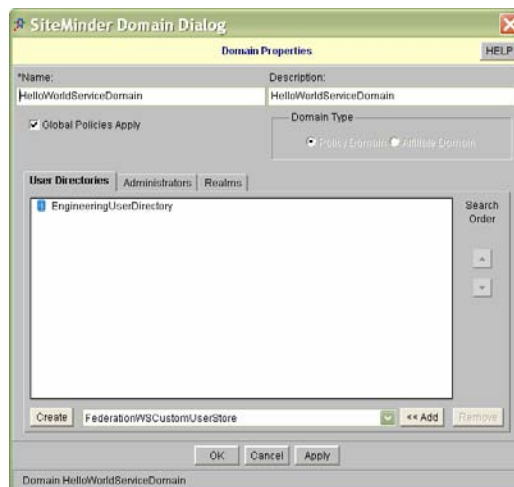 SiteMinder Domain Dialog
Domain Properties
HELP
*Name:
Description:
HelloWorldServiceDomain
HelloWorldServiceDomain
Global Policies Apply
Domain Type
Policy Domain Affiliate Domain
User Directories Administrators Realms
EngineeringUserDirectory
Search
Order
Create FederationWSCustomUserStore << Add Remove
OK Cancel Apply
Domain HelloWorldServiceDomain